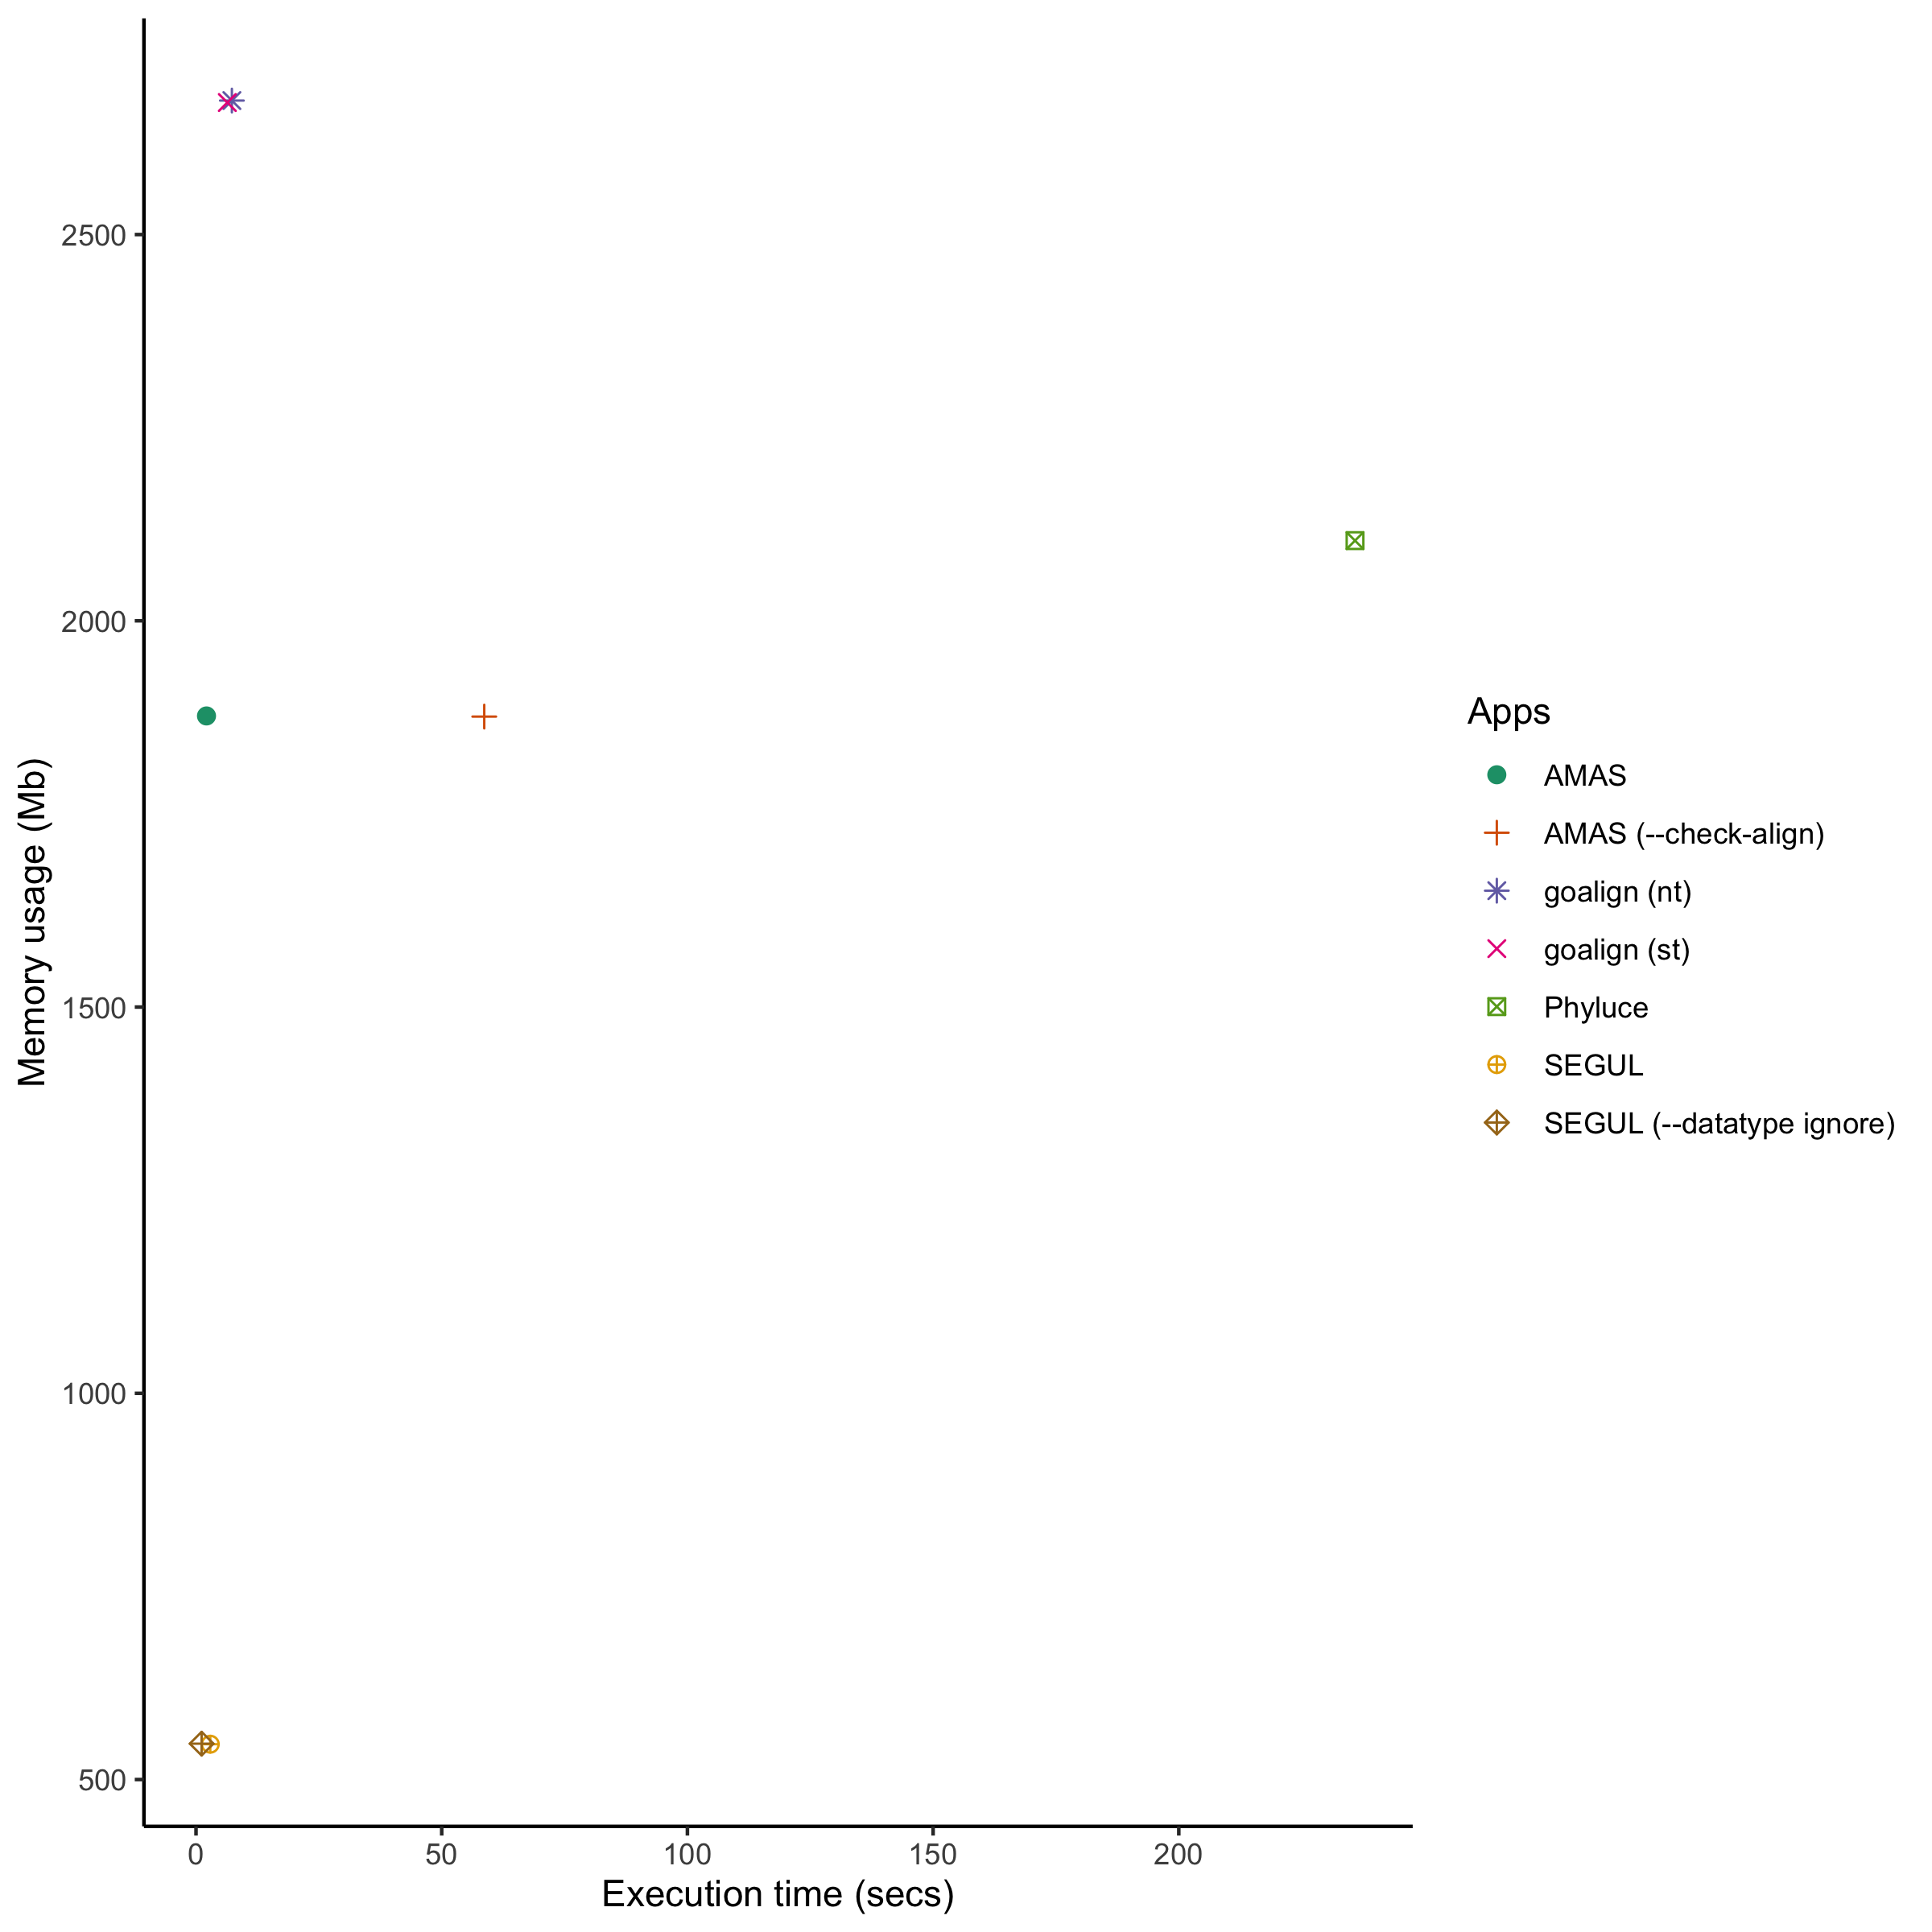 Memory usage (Mb)
2500
2000
1500
1000
500
0 50 100 150 200
Execution time (secs)
Apps
AMAS
AMAS (--check-align)
goalign (nt)
goalign (st)
Phyluce
SEGUL
SEGUL (--datatype ignore)